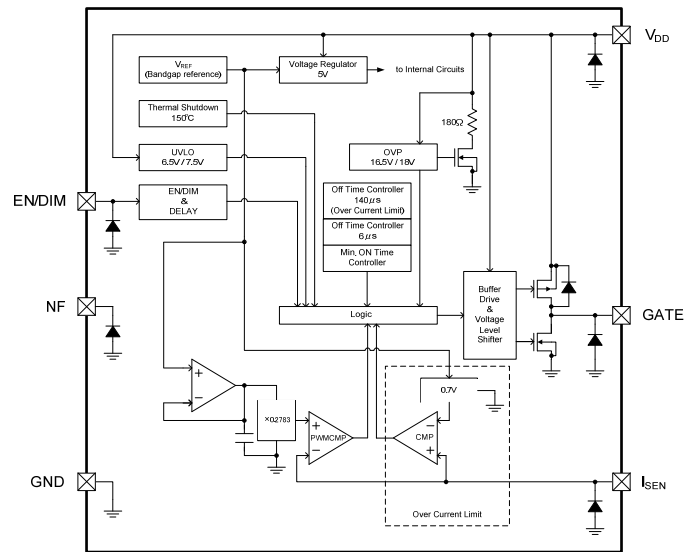 V_DD
V_REF
(Bandgap reference)
Voltage Regulator
5V
to Internal Circuits
Thermal Shutdown
150℃
180Ω
UVLO
6.5V / 7.5V
OVP
16.5V / 18V
EN/DIM
EN/DIM
&
DELAY
Off Time Controller
140μs
(Over Current Limit)
Off Time Controller
6μs
Min. ON Time
Controller
NF
Logic
Buffer
Drive
&
Voltage
Level
Shifter
GATE
+
−
×0.2783
+
PWMCMP
−
0.7V
−
CMP
+
GND
I_SEN
Over Current Limit